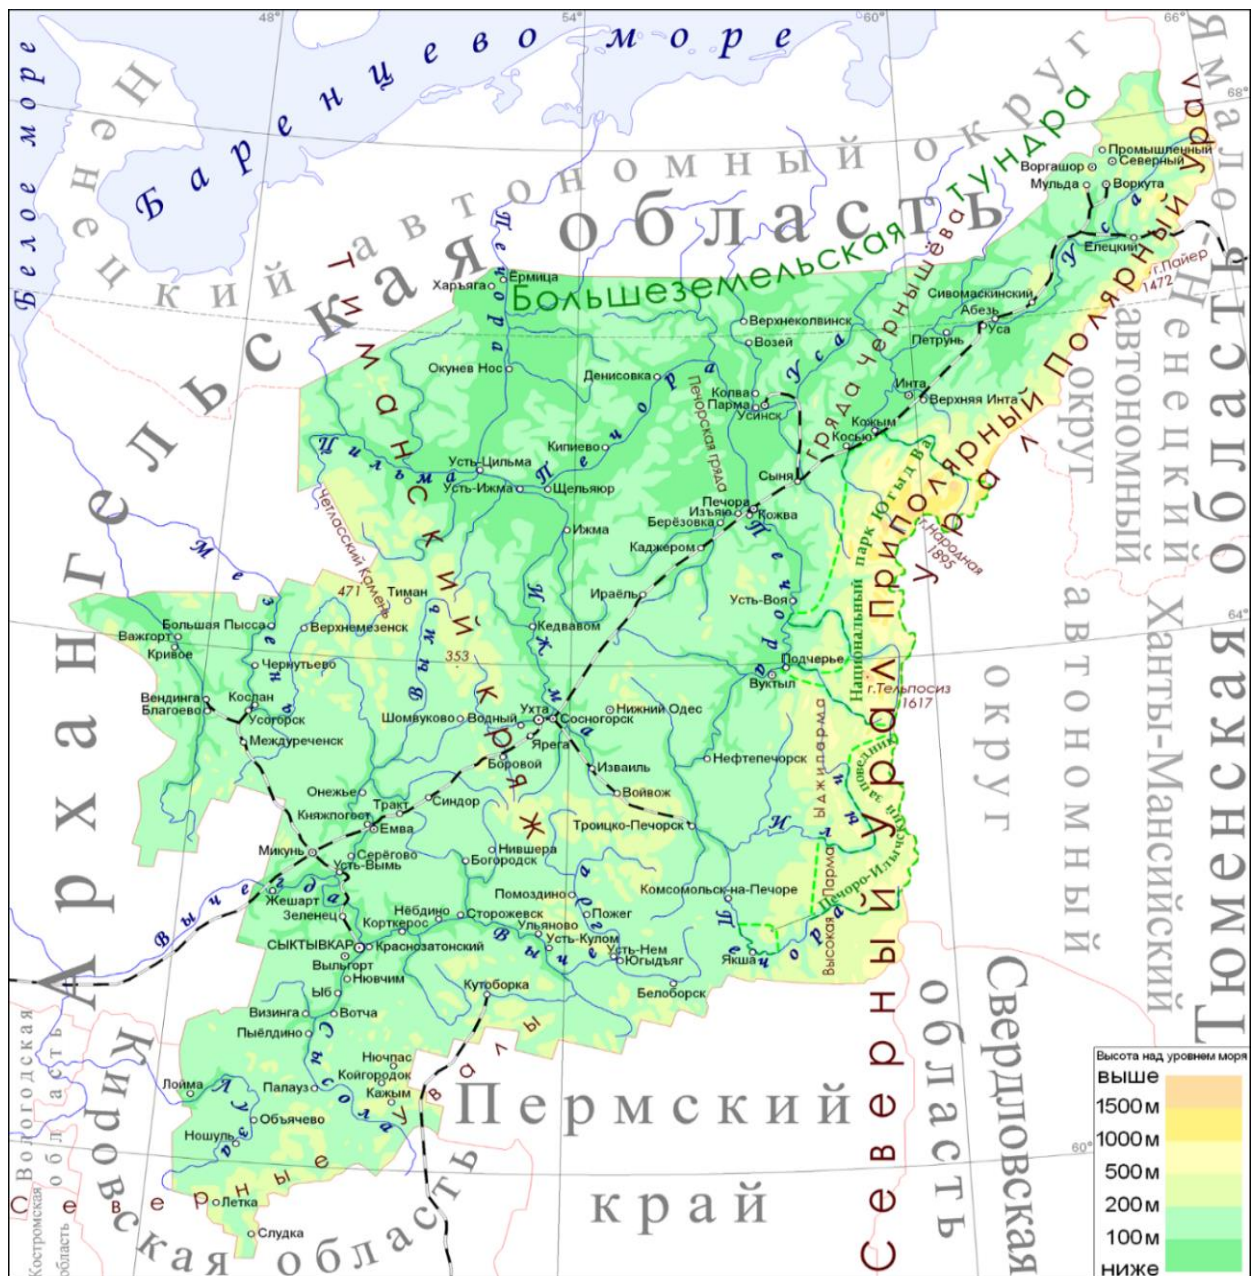 48°
54°
60°
66°
68°
64°
60°
Белое море
Баренцево море
Ненецкий автономный округ
Архангельская область
Ямало-Ненецкий автономный округ
Тюменская область
Ханты-Мансийский автономный округ
Свердловская область
Пермский край
Кировская область
Вологодская область
Костромская область
Большеземельская тундра
Тиманский кряж
Полярный Урал
Приполярный Урал
Северный Урал
Урал
Северные Увалы
гряда Чернышёва
Печорская гряда
Четласский Камень
471
353
г.Пайер
1472
г.Народная
1895
г.Тельпосиз
1617
Ыджипарма
Высокая Парма
Национальный парк Югыд Ва
Печоро-Илычский заповедник
Печора
Печора
Печора
Печора
Уса
Уса
Цильма
Ижма
Мезень
Вымь
Вычегда
Вычегда
Илыч
Сысола
Луза
Промышленный
Северный
Воргашор
Мульда
Воркута
Елецкий
Ёрмица
Харъяга
Сивомаскинский
Абезь
Уса
Петрунь
Верхнеколвинск
Возей
Окунев Нос
Денисовка
Колва
Парма
Усинск
Инта
Верхняя Инта
Кожым
Косью
Кипиево
Усть-Цильма
Усть-Ижма
Щельяюр
Сыня
Печора
Изъяю
Кожва
Берёзовка
Ижма
Каджером
Ираёль
Усть-Воя
Тиман
Большая Пысса
Верхнемезенск
Важгорт
Кривое
Кедвавом
Чернутьево
Подчерье
Вуктыл
Вендинга
Благоево
Кослан
Усогорск
Шомвуково
Водный
Ухта
Сосногорск
Нижний Одес
Междуреченск
Ярега
Боровой
Нефтепечорск
Изваиль
Войвож
Онежье
Тракт
Синдор
Княжпогост
Емва
Троицко-Печорск
Микунь
Серёгово
Усть-Вымь
Нившера
Богородск
Жешарт
Зеленец
Помоздино
Пожег
Комсомольск-на-Печоре
Нёбдино
Сторожевск
Корткерос
Ульяново
Усть-Кулом
СЫКТЫВКАР
Краснозатонский
Усть-Нем
Югыдъяг
Якша
Выльгорт
Нювчим
Белоборск
Ыб
Кутоборка
Визинга
Вотча
Пыёлдино
Нючпас
Койгородок
Лойма
Палауз
Кажым
Объячево
Ношуль
Летка
Слудка
Высота над уровнем моря
выше
1500 м
1000 м
500 м
200 м
100 м
ниже